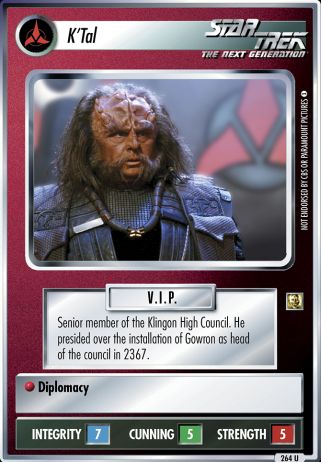 K'Tal
STAR TREK
THE NEXT GENERATION
NOT ENDORSED BY CBS OR PARAMOUNT PICTURES
V.I.P.
Senior member of the Klingon High Council. He
presided over the installation of Gowron as head
of the council in 2367.
Diplomacy
INTEGRITY 7 CUNNING 5 STRENGTH 5
264 U